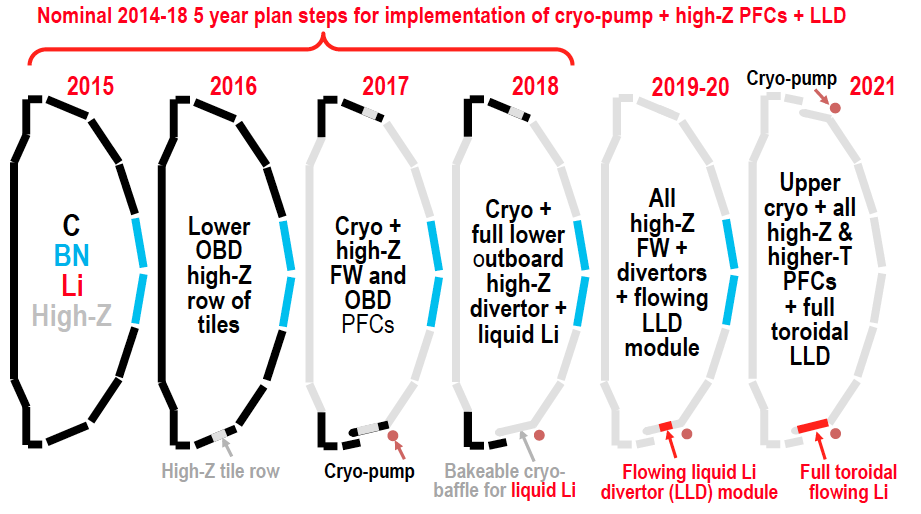 Nominal 2014-18 5 year plan steps for implementation of cryo-pump + high-Z PFCs + LLD
2015
C
BN
Li
High-Z
2016
Lower
OBD
high-Z
row of
tiles
High-Z tile row
2017
Cryo +
high-Z
FW and
OBD
PFCs
Cryo-pump
2018
Cryo +
full lower
outboard
high-Z
divertor +
liquid Li
Bakeable cryo-
baffle for liquid Li
2019-20
All
high-Z
FW +
divertors
+ flowing
LLD
module
Flowing liquid Li
divertor (LLD) module
Cryo-pump
2021
Upper
cryo + all
high-Z &
higher-T
PFCs
+ full
toroidal
LLD
Full toroidal
flowing Li